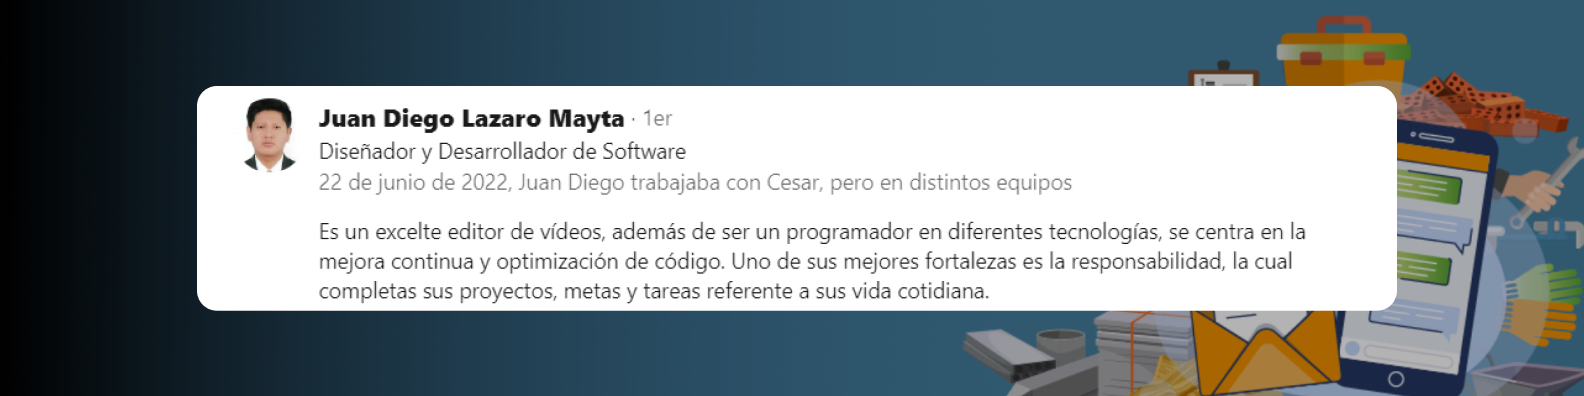 Juan Diego Lazaro Mayta · 1er
Diseñador y Desarrollador de Software
22 de junio de 2022, Juan Diego trabajaba con Cesar, pero en distintos equipos
Es un excelte editor de vídeos, además de ser un programador en diferentes tecnologías, se centra en la
mejora continua y optimización de código. Uno de sus mejores fortalezas es la responsabilidad, la cual
completas sus proyectos, metas y tareas referente a sus vida cotidiana.